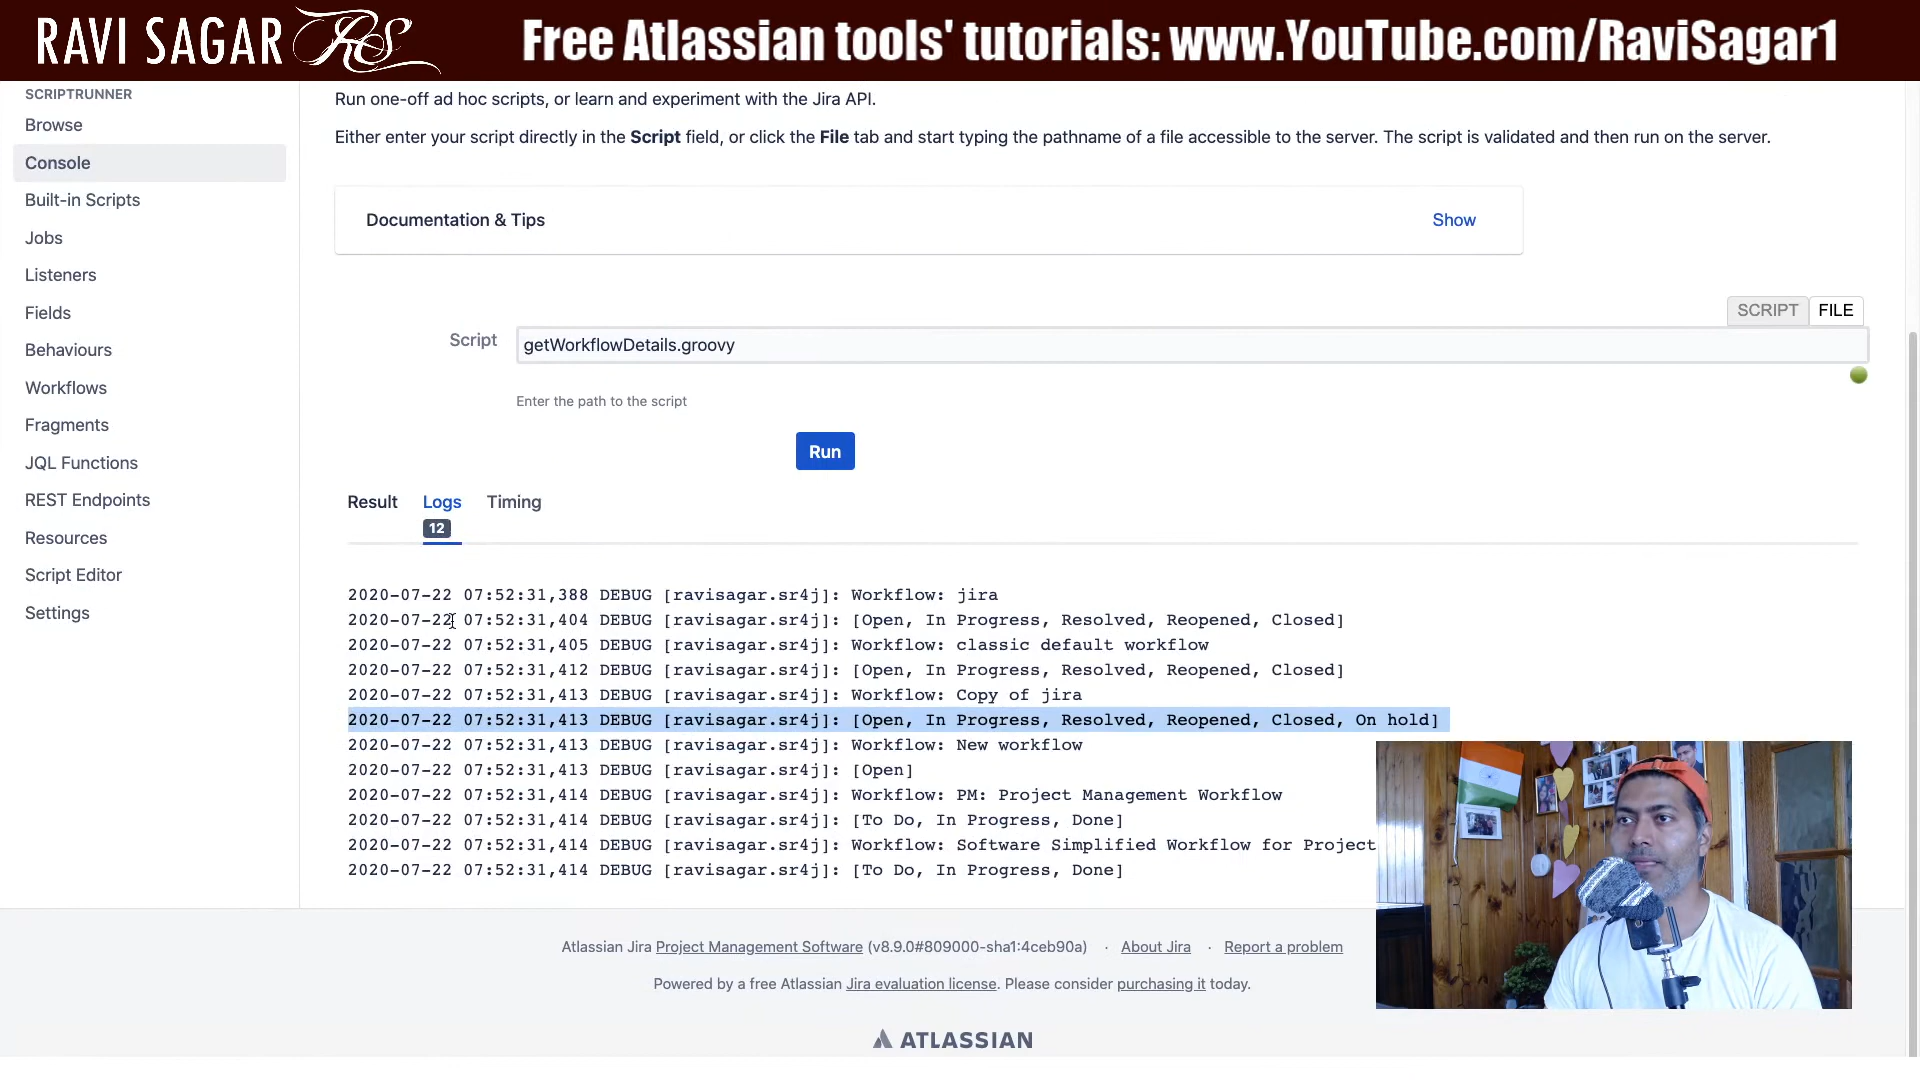 RAVI SAGAR RS Free Atlassian tools' tutorials: www.YouTube.com/RaviSagar1
SCRIPTRUNNER
Browse
Console
Built-in Scripts
Jobs
Listeners
Fields
Behaviours
Workflows
Fragments
JQL Functions
REST Endpoints
Resources
Script Editor
Settings
Run one-off ad hoc scripts, or learn and experiment with the Jira API.
Either enter your script directly in the Script field, or click the File tab and start typing the pathname of a file accessible to the server. The script is validated and then run on the server.
Documentation & Tips Show
SCRIPT FILE
Script getWorkflowDetails.groovy
Enter the path to the script
Run
Result Logs Timing
12
2020-07-22 07:52:31,388 DEBUG [ravisagar.sr4j]: Workflow: jira
2020-07-22 07:52:31,404 DEBUG [ravisagar.sr4j]: [Open, In Progress, Resolved, Reopened, Closed]
2020-07-22 07:52:31,405 DEBUG [ravisagar.sr4j]: Workflow: classic default workflow
2020-07-22 07:52:31,412 DEBUG [ravisagar.sr4j]: [Open, In Progress, Resolved, Reopened, Closed]
2020-07-22 07:52:31,413 DEBUG [ravisagar.sr4j]: Workflow: Copy of jira
2020-07-22 07:52:31,413 DEBUG [ravisagar.sr4j]: [Open, In Progress, Resolved, Reopened, Closed, On hold]
2020-07-22 07:52:31,413 DEBUG [ravisagar.sr4j]: Workflow: New workflow
2020-07-22 07:52:31,413 DEBUG [ravisagar.sr4j]: [Open]
2020-07-22 07:52:31,414 DEBUG [ravisagar.sr4j]: Workflow: PM: Project Management Workflow
2020-07-22 07:52:31,414 DEBUG [ravisagar.sr4j]: [To Do, In Progress, Done]
2020-07-22 07:52:31,414 DEBUG [ravisagar.sr4j]: Workflow: Software Simplified Workflow for Project
2020-07-22 07:52:31,414 DEBUG [ravisagar.sr4j]: [To Do, In Progress, Done]
Atlassian Jira Project Management Software (v8.9.0#809000-sha1:4ceb90a) · About Jira · Report a problem
Powered by a free Atlassian Jira evaluation license. Please consider purchasing it today.
ATLASSIAN